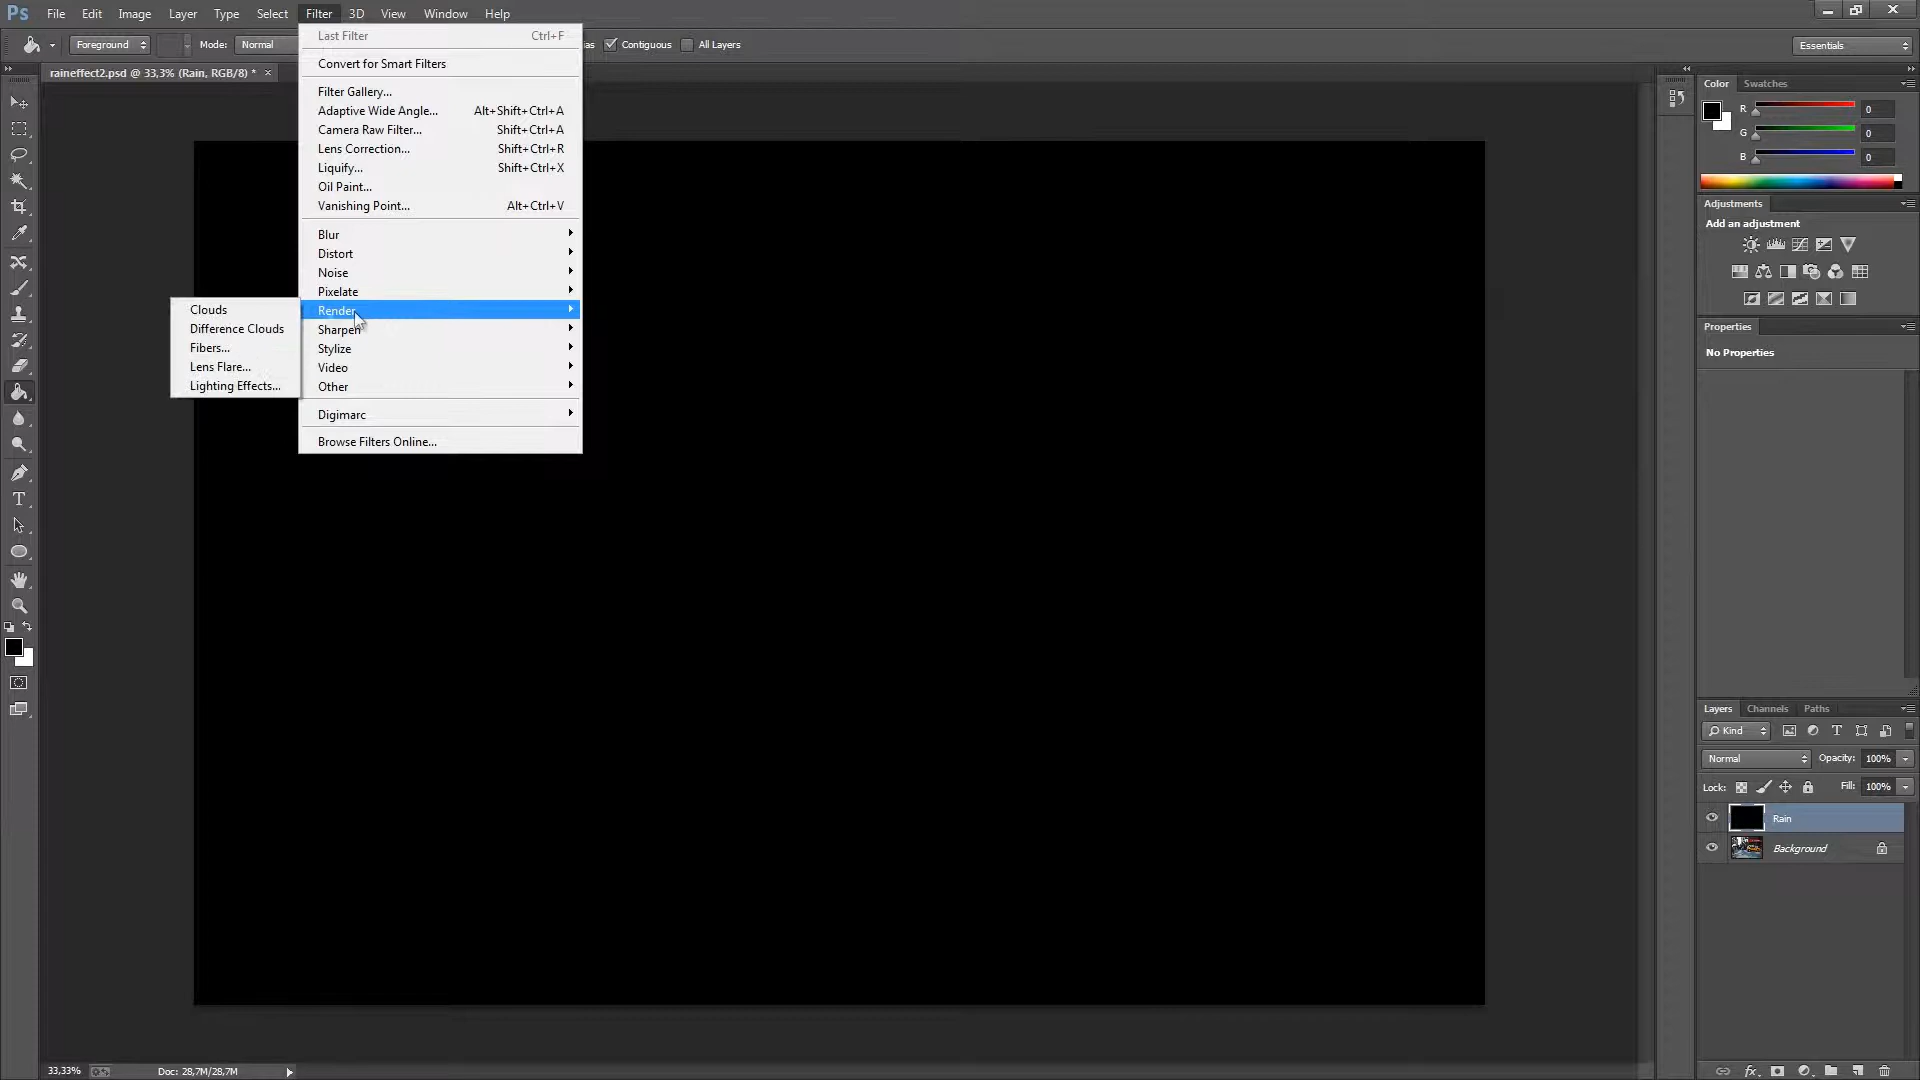 Ps File Edit Image Layer Type Select Filter 3D View Window Help
Foreground Mode: Normal Contiguous All Layers Essentials
raineffect2.psd @ 33,3% (Rain, RGB/8) * ×
Last Filter Ctrl+F
Convert for Smart Filters
Filter Gallery...
Adaptive Wide Angle... Alt+Shift+Ctrl+A
Camera Raw Filter... Shift+Ctrl+A
Lens Correction... Shift+Ctrl+R
Liquify... Shift+Ctrl+X
Oil Paint...
Vanishing Point... Alt+Ctrl+V
Blur
Distort
Noise
Pixelate
Render
Sharpen
Stylize
Video
Other
Digimarc
Browse Filters Online...
Clouds
Difference Clouds
Fibers...
Lens Flare...
Lighting Effects...
Color Swatches
R 0
G 0
B 0
Adjustments
Add an adjustment
Properties
No Properties
Layers Channels Paths
Kind
Normal Opacity: 100%
Lock: Fill: 100%
Rain
Background
33,33% Doc: 28,7M/28,7M